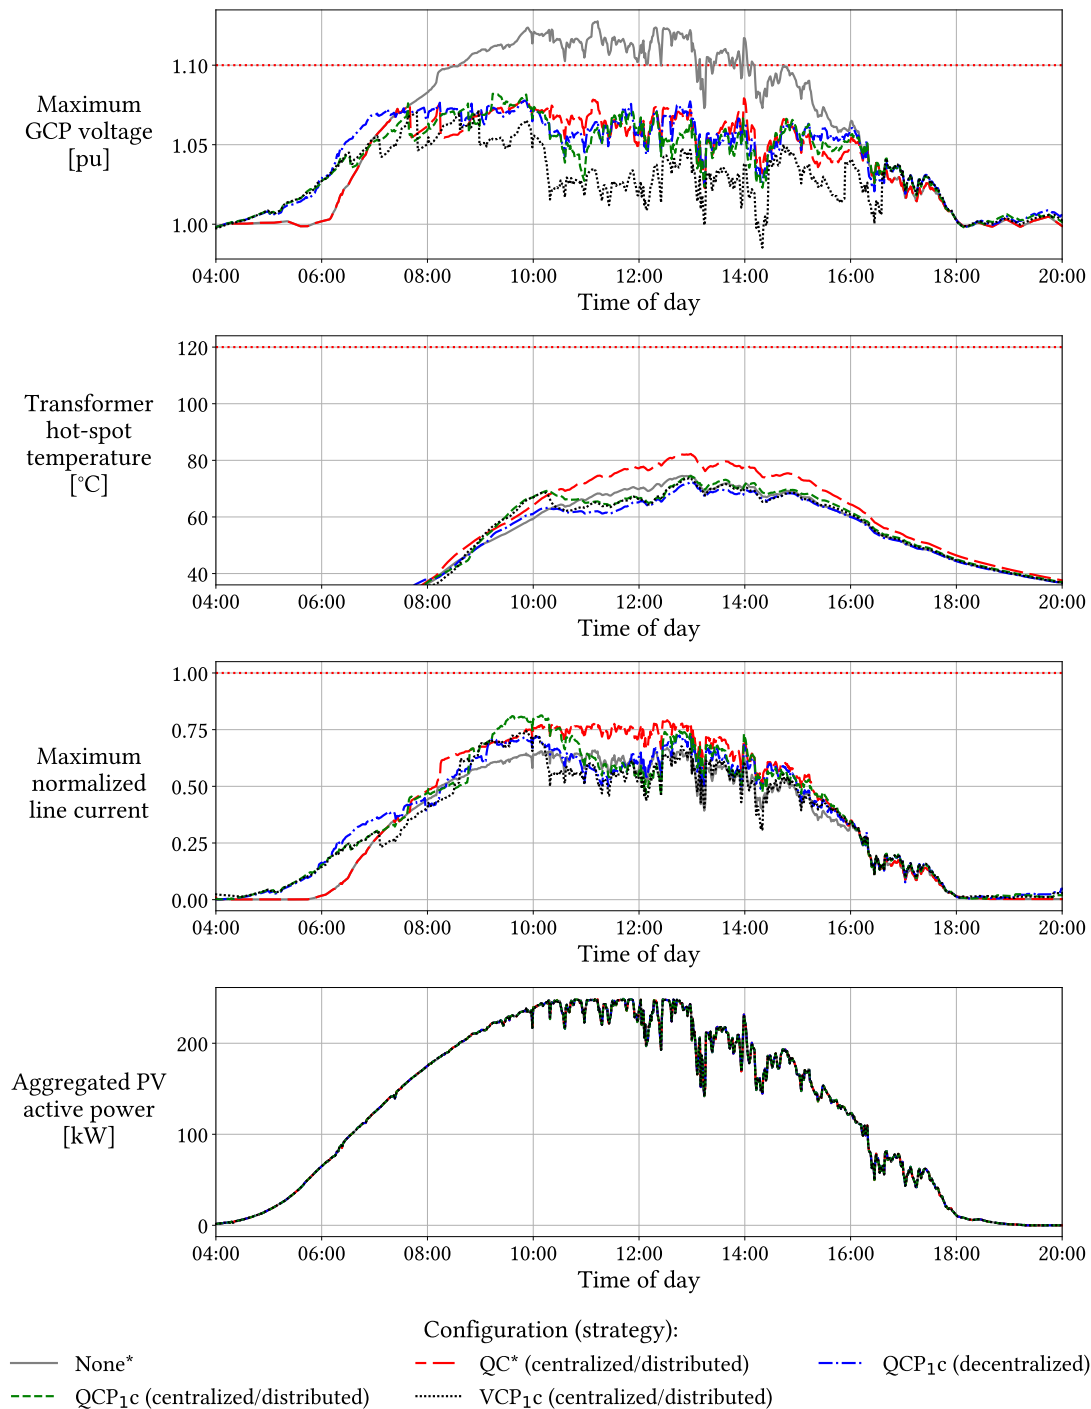 Maximum
GCP voltage
[pu]
1.10
1.05
1.00
04:00 06:00 08:00 10:00 12:00 14:00 16:00 18:00 20:00
Time of day
Transformer
hot-spot
temperature
[°C]
120
100
80
60
40
04:00 06:00 08:00 10:00 12:00 14:00 16:00 18:00 20:00
Time of day
Maximum
normalized
line current
1.00
0.75
0.50
0.25
0.00
04:00 06:00 08:00 10:00 12:00 14:00 16:00 18:00 20:00
Time of day
Aggregated PV
active power
[kW]
200
100
0
04:00 06:00 08:00 10:00 12:00 14:00 16:00 18:00 20:00
Time of day
Configuration (strategy):
None* QC* (centralized/distributed) QCP₁c (decentralized)
QCP₁c (centralized/distributed) VCP₁c (centralized/distributed)